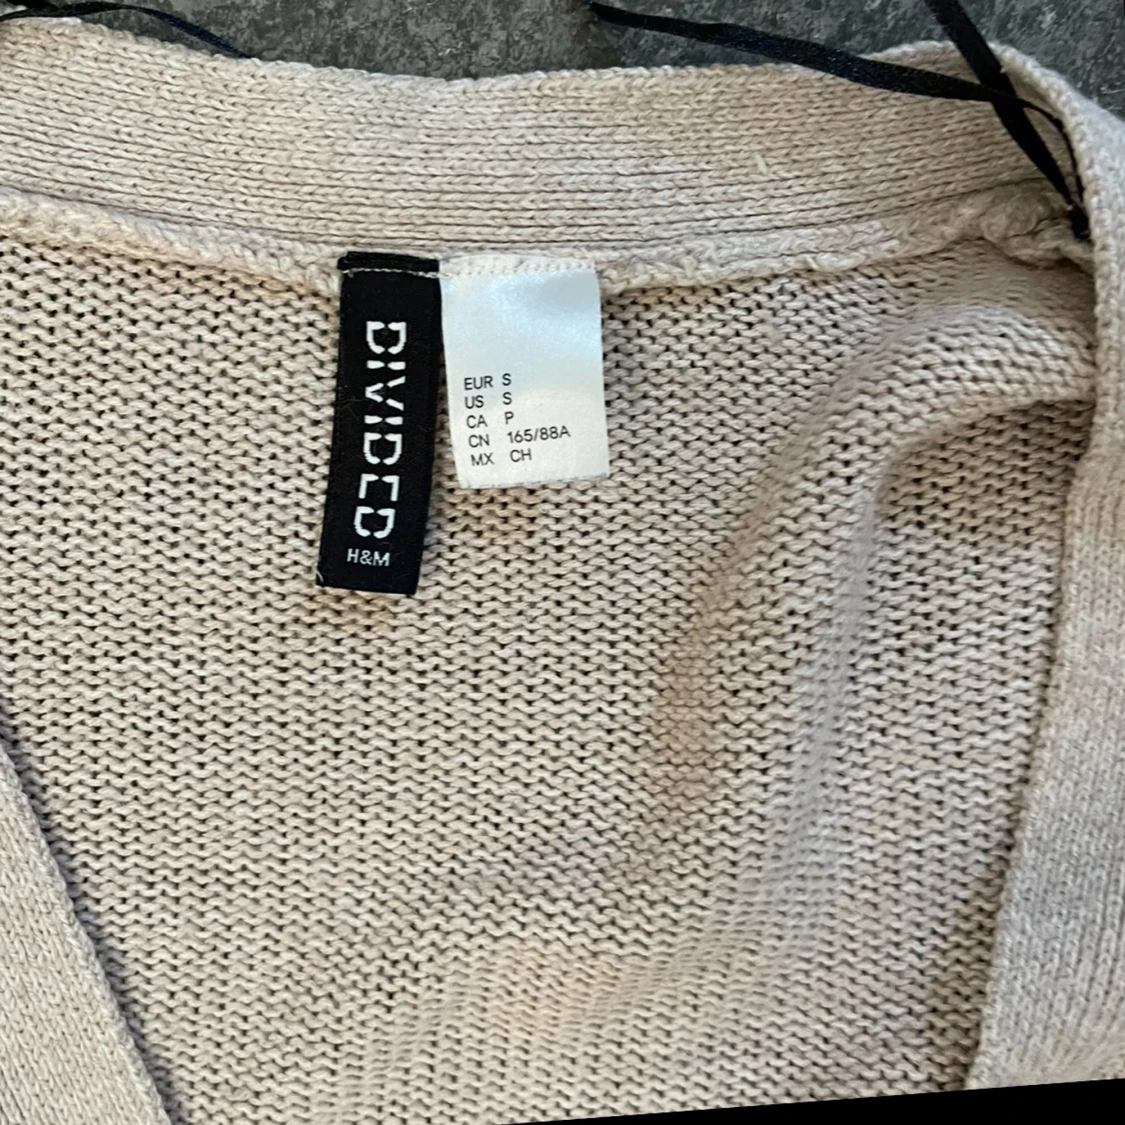 DIVIDED
H&M
EUR S
US S
CA P
CN 165/88A
MX CH